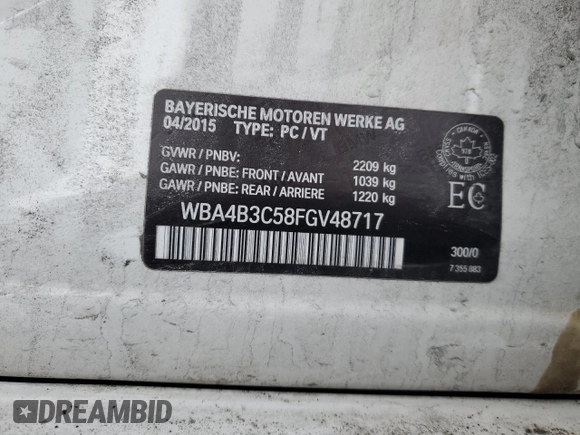 BAYERISCHE MOTOREN WERKE AG
04/2015 TYPE: PC / VT
GVWR / PNBV: 2209 kg
GAWR / PNBE: FRONT / AVANT 1039 kg
GAWR / PNBE: REAR / ARRIERE 1220 kg
CANADA
EC
WBA4B3C58FGV48717
300/0
7 355 883
DREAMBID